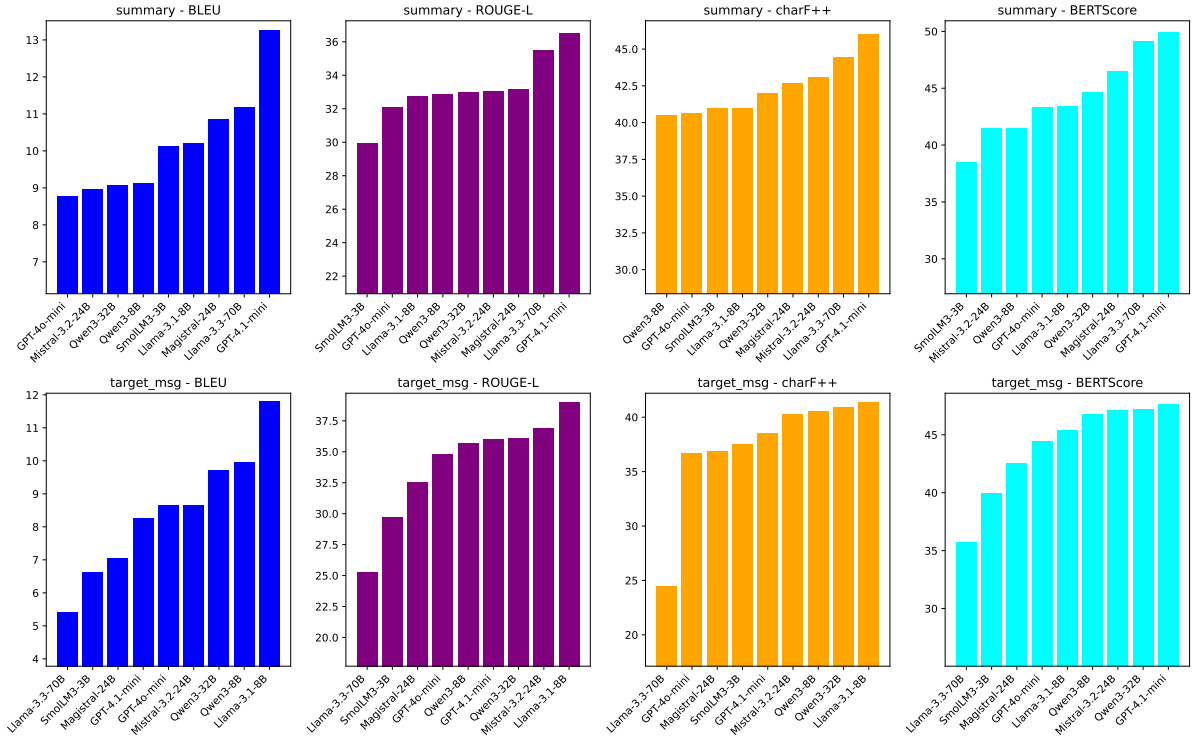 summary - BLEU
13
12
11
10
9
8
7
GPT-4o-mini
Mistral-3.2-24B
Qwen3-32B
Qwen3-8B
SmolLM3-3B
Llama-3.1-8B
Magistral-24B
Llama-3.3-70B
GPT-4.1-mini
summary - ROUGE-L
36
34
32
30
28
26
24
22
SmolLM3-3B
GPT-4o-mini
Llama-3.1-8B
Qwen3-8B
Qwen3-32B
Mistral-3.2-24B
Magistral-24B
Llama-3.3-70B
GPT-4.1-mini
summary - charF++
45.0
42.5
40.0
37.5
35.0
32.5
30.0
Qwen3-8B
GPT-4o-mini
SmolLM3-3B
Llama-3.1-8B
Qwen3-32B
Magistral-24B
Mistral-3.2-24B
Llama-3.3-70B
GPT-4.1-mini
summary - BERTScore
50
45
40
35
30
SmolLM3-3B
Mistral-3.2-24B
Qwen3-8B
GPT-4o-mini
Llama-3.1-8B
Qwen3-32B
Magistral-24B
Llama-3.3-70B
GPT-4.1-mini
target_msg - BLEU
12
11
10
9
8
7
6
5
4
Llama-3.3-70B
SmolLM3-3B
Magistral-24B
GPT-4.1-mini
GPT-4o-mini
Mistral-3.2-24B
Qwen3-32B
Qwen3-8B
Llama-3.1-8B
target_msg - ROUGE-L
37.5
35.0
32.5
30.0
27.5
25.0
22.5
20.0
Llama-3.3-70B
SmolLM3-3B
Magistral-24B
GPT-4o-mini
Qwen3-8B
GPT-4.1-mini
Qwen3-32B
Mistral-3.2-24B
Llama-3.1-8B
target_msg - charF++
40
35
30
25
20
Llama-3.3-70B
GPT-4o-mini
Magistral-24B
SmolLM3-3B
GPT-4.1-mini
Mistral-3.2-24B
Qwen3-8B
Qwen3-32B
Llama-3.1-8B
target_msg - BERTScore
45
40
35
30
Llama-3.3-70B
SmolLM3-3B
Magistral-24B
GPT-4o-mini
Llama-3.1-8B
Qwen3-8B
Mistral-3.2-24B
Qwen3-32B
GPT-4.1-mini